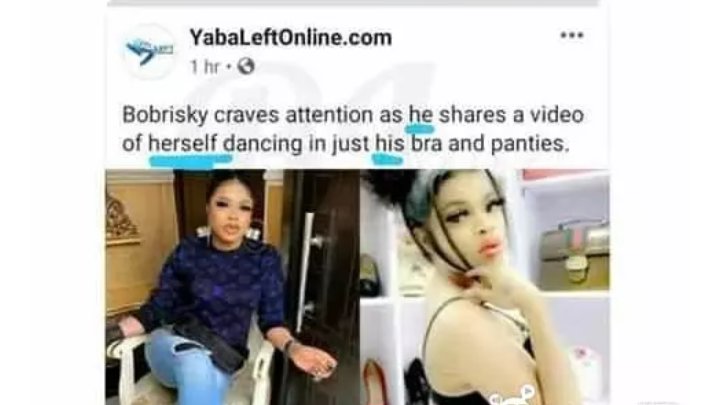 YabaLeftOnline.com
1 hr ·
Bobrisky craves attention as he shares a video
of herself dancing in just his bra and panties.